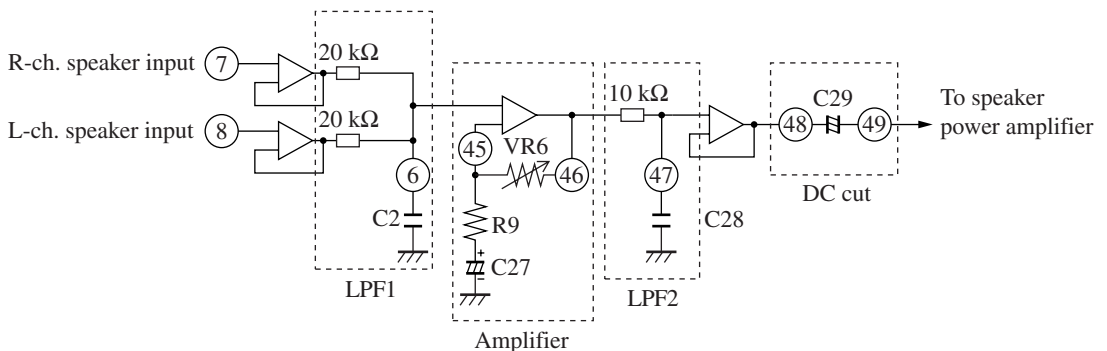 R-ch. speaker input
7
20 kΩ
L-ch. speaker input
8
20 kΩ
6
C2
LPF1
45
VR6
46
R9
+
C27
−
Amplifier
10 kΩ
47
C28
LPF2
C29
48
49
DC cut
To speaker
power amplifier